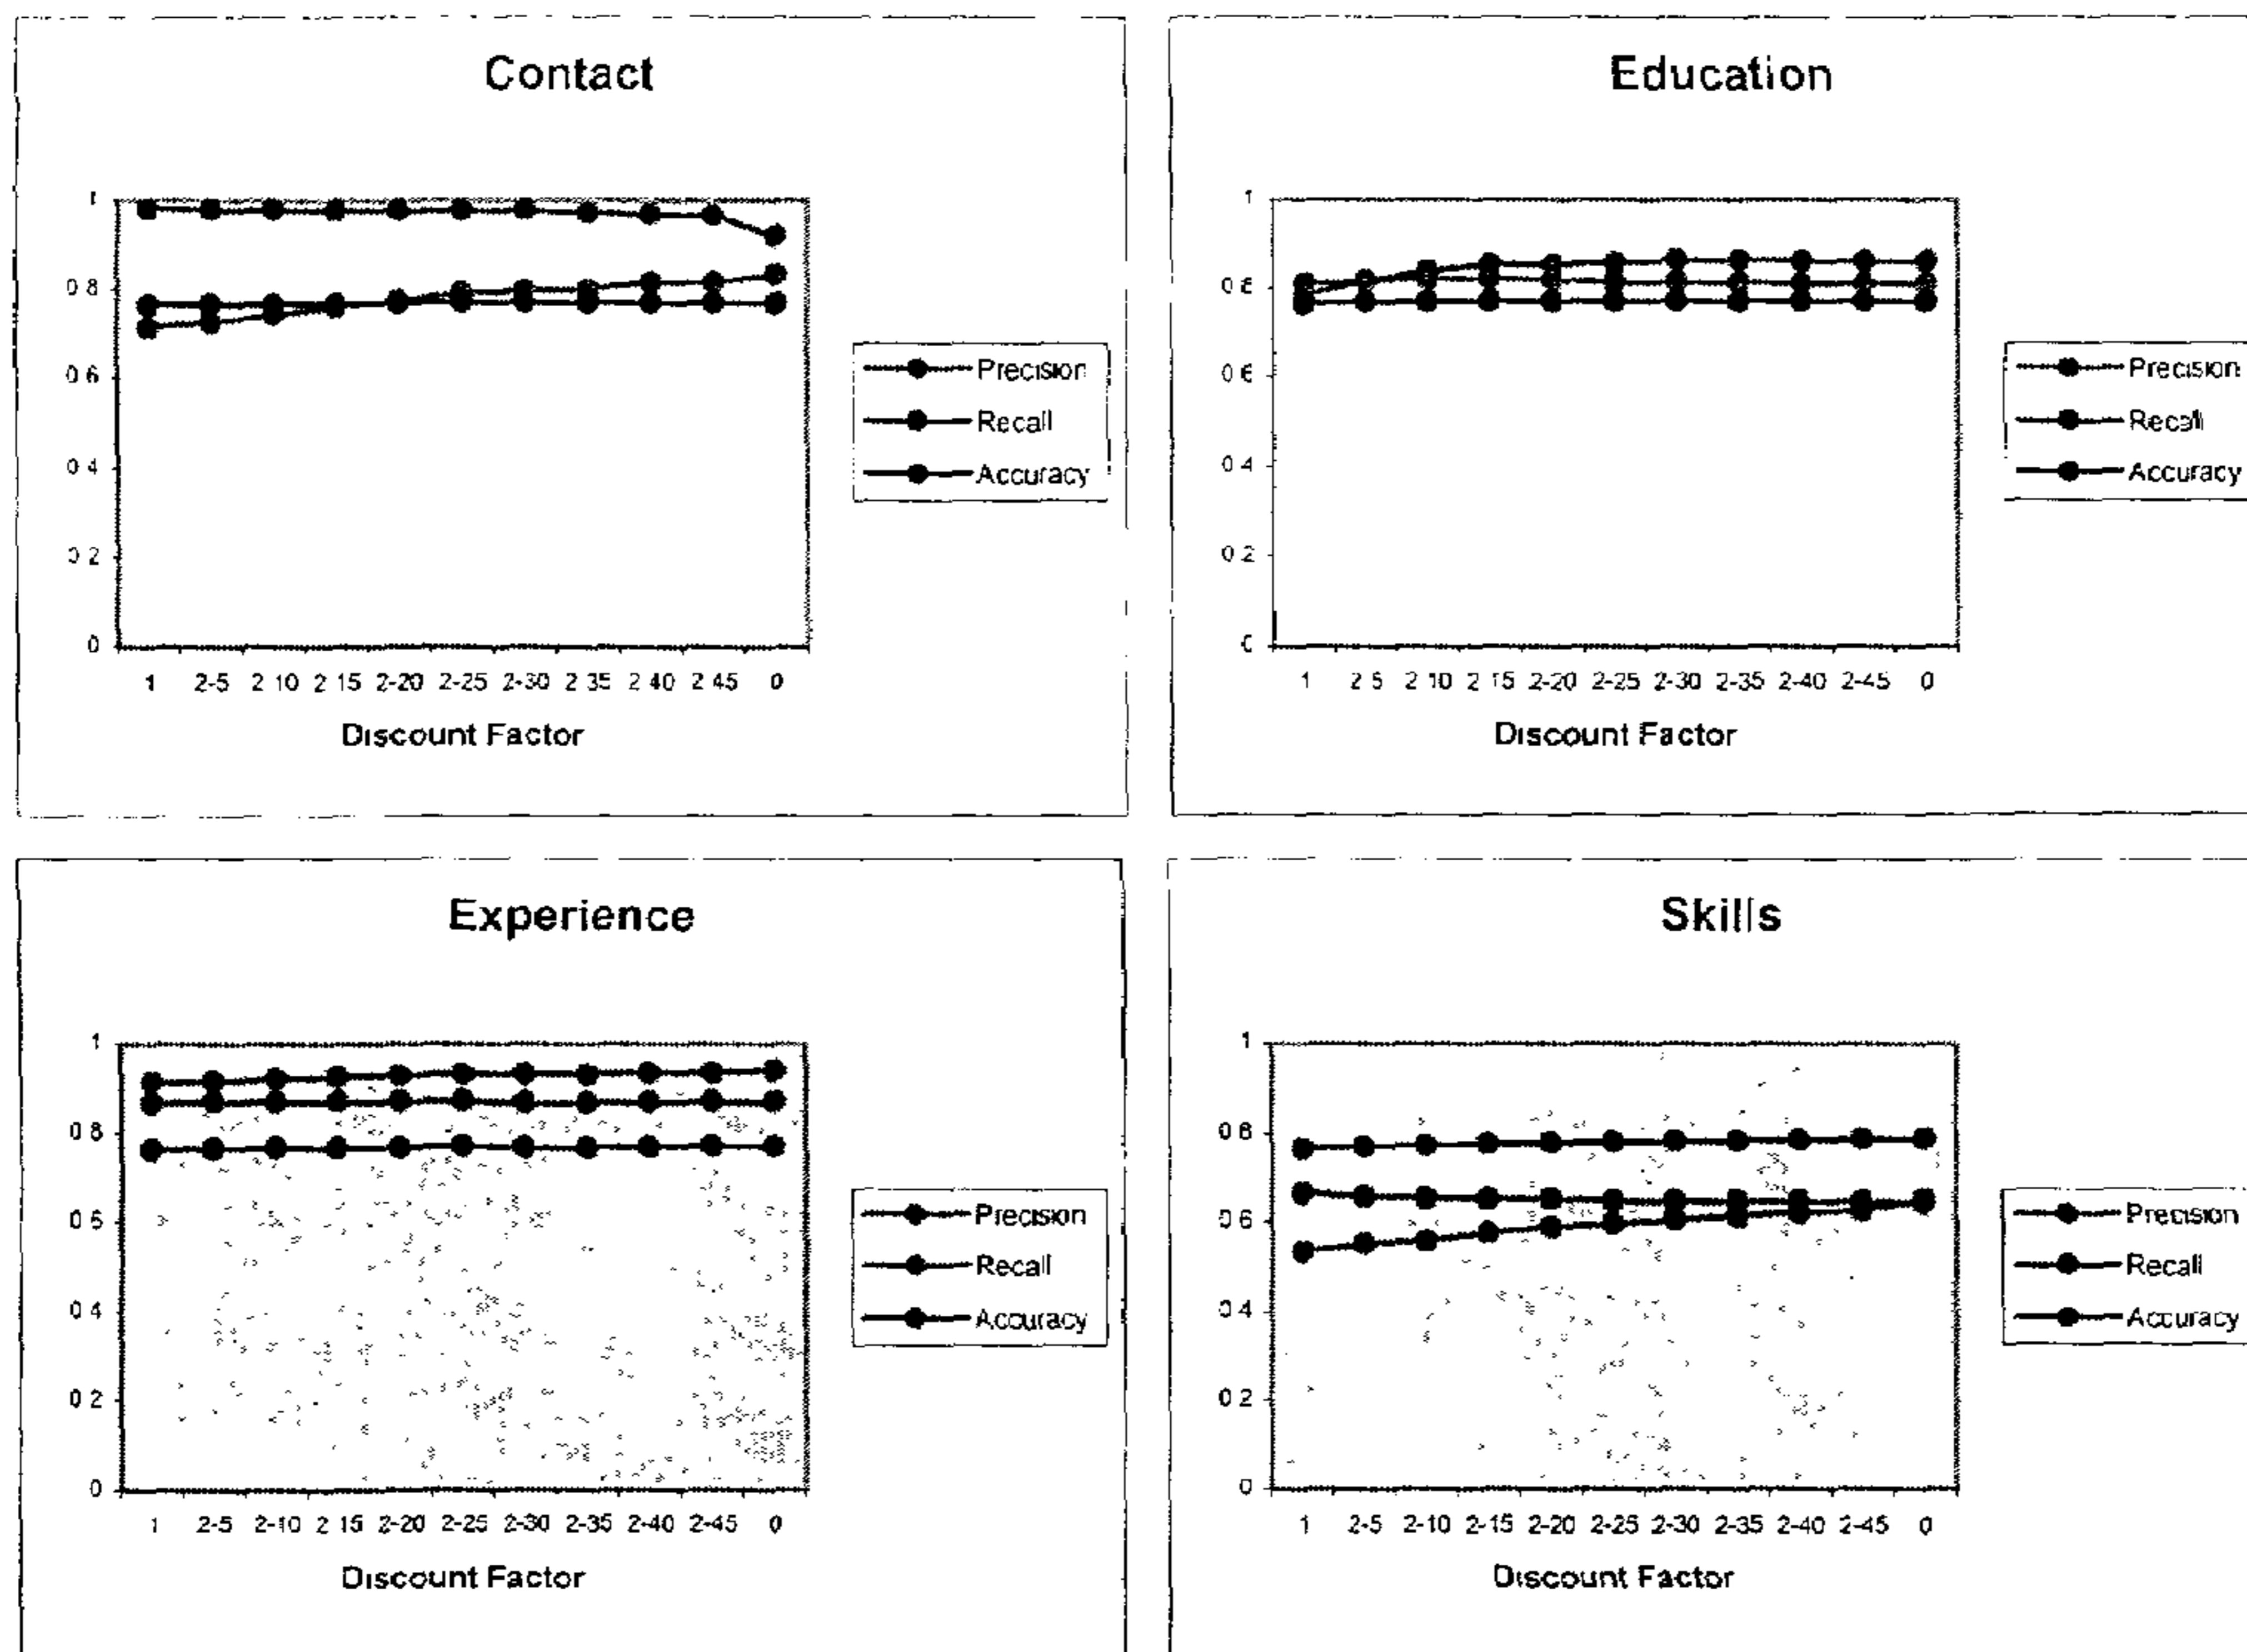 Contact
1
0 8
0 6
0 4
0 2
0
1 2-5 2 10 2 15 2-20 2-25 2-30 2 35 2 40 2 45 0
Discount Factor
Precision
Recall
Accuracy
Education
1
0 8
0 6
0 4
0 2
0
1 2 5 2 10 2 15 2-20 2-25 2-30 2-35 2-40 2-45 0
Discount Factor
Precision
Recall
Accuracy
Experience
1
0 8
0 6
0 4
0 2
0
1 2-5 2-10 2 15 2-20 2-25 2-30 2-35 2-40 2-45 0
Discount Factor
Precision
Recall
Accuracy
Skills
1
0 8
0 6
0 4
0 2
0
1 2-5 2-10 2-15 2-20 2-25 2-30 2-35 2-40 2-45 0
Discount Factor
Precision
Recall
Accuracy